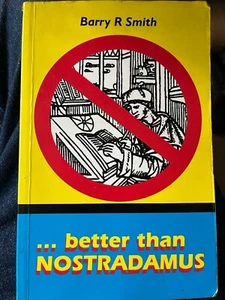 Barry R Smith
... better than
NOSTRADAMUS